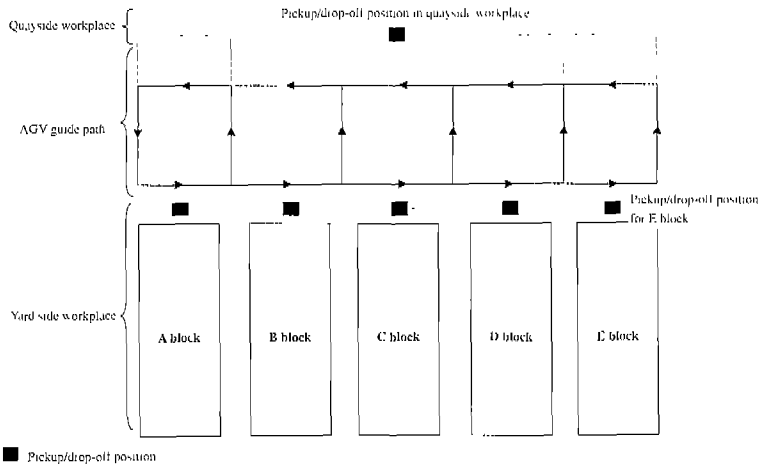 Pickup/drop-off position in quayside workplace
Quayside workplace
AGV guide path
Pickup/drop-off position
for E block
Yard side workplace
A block
B block
C block
D block
E block
Pickup/drop-off position